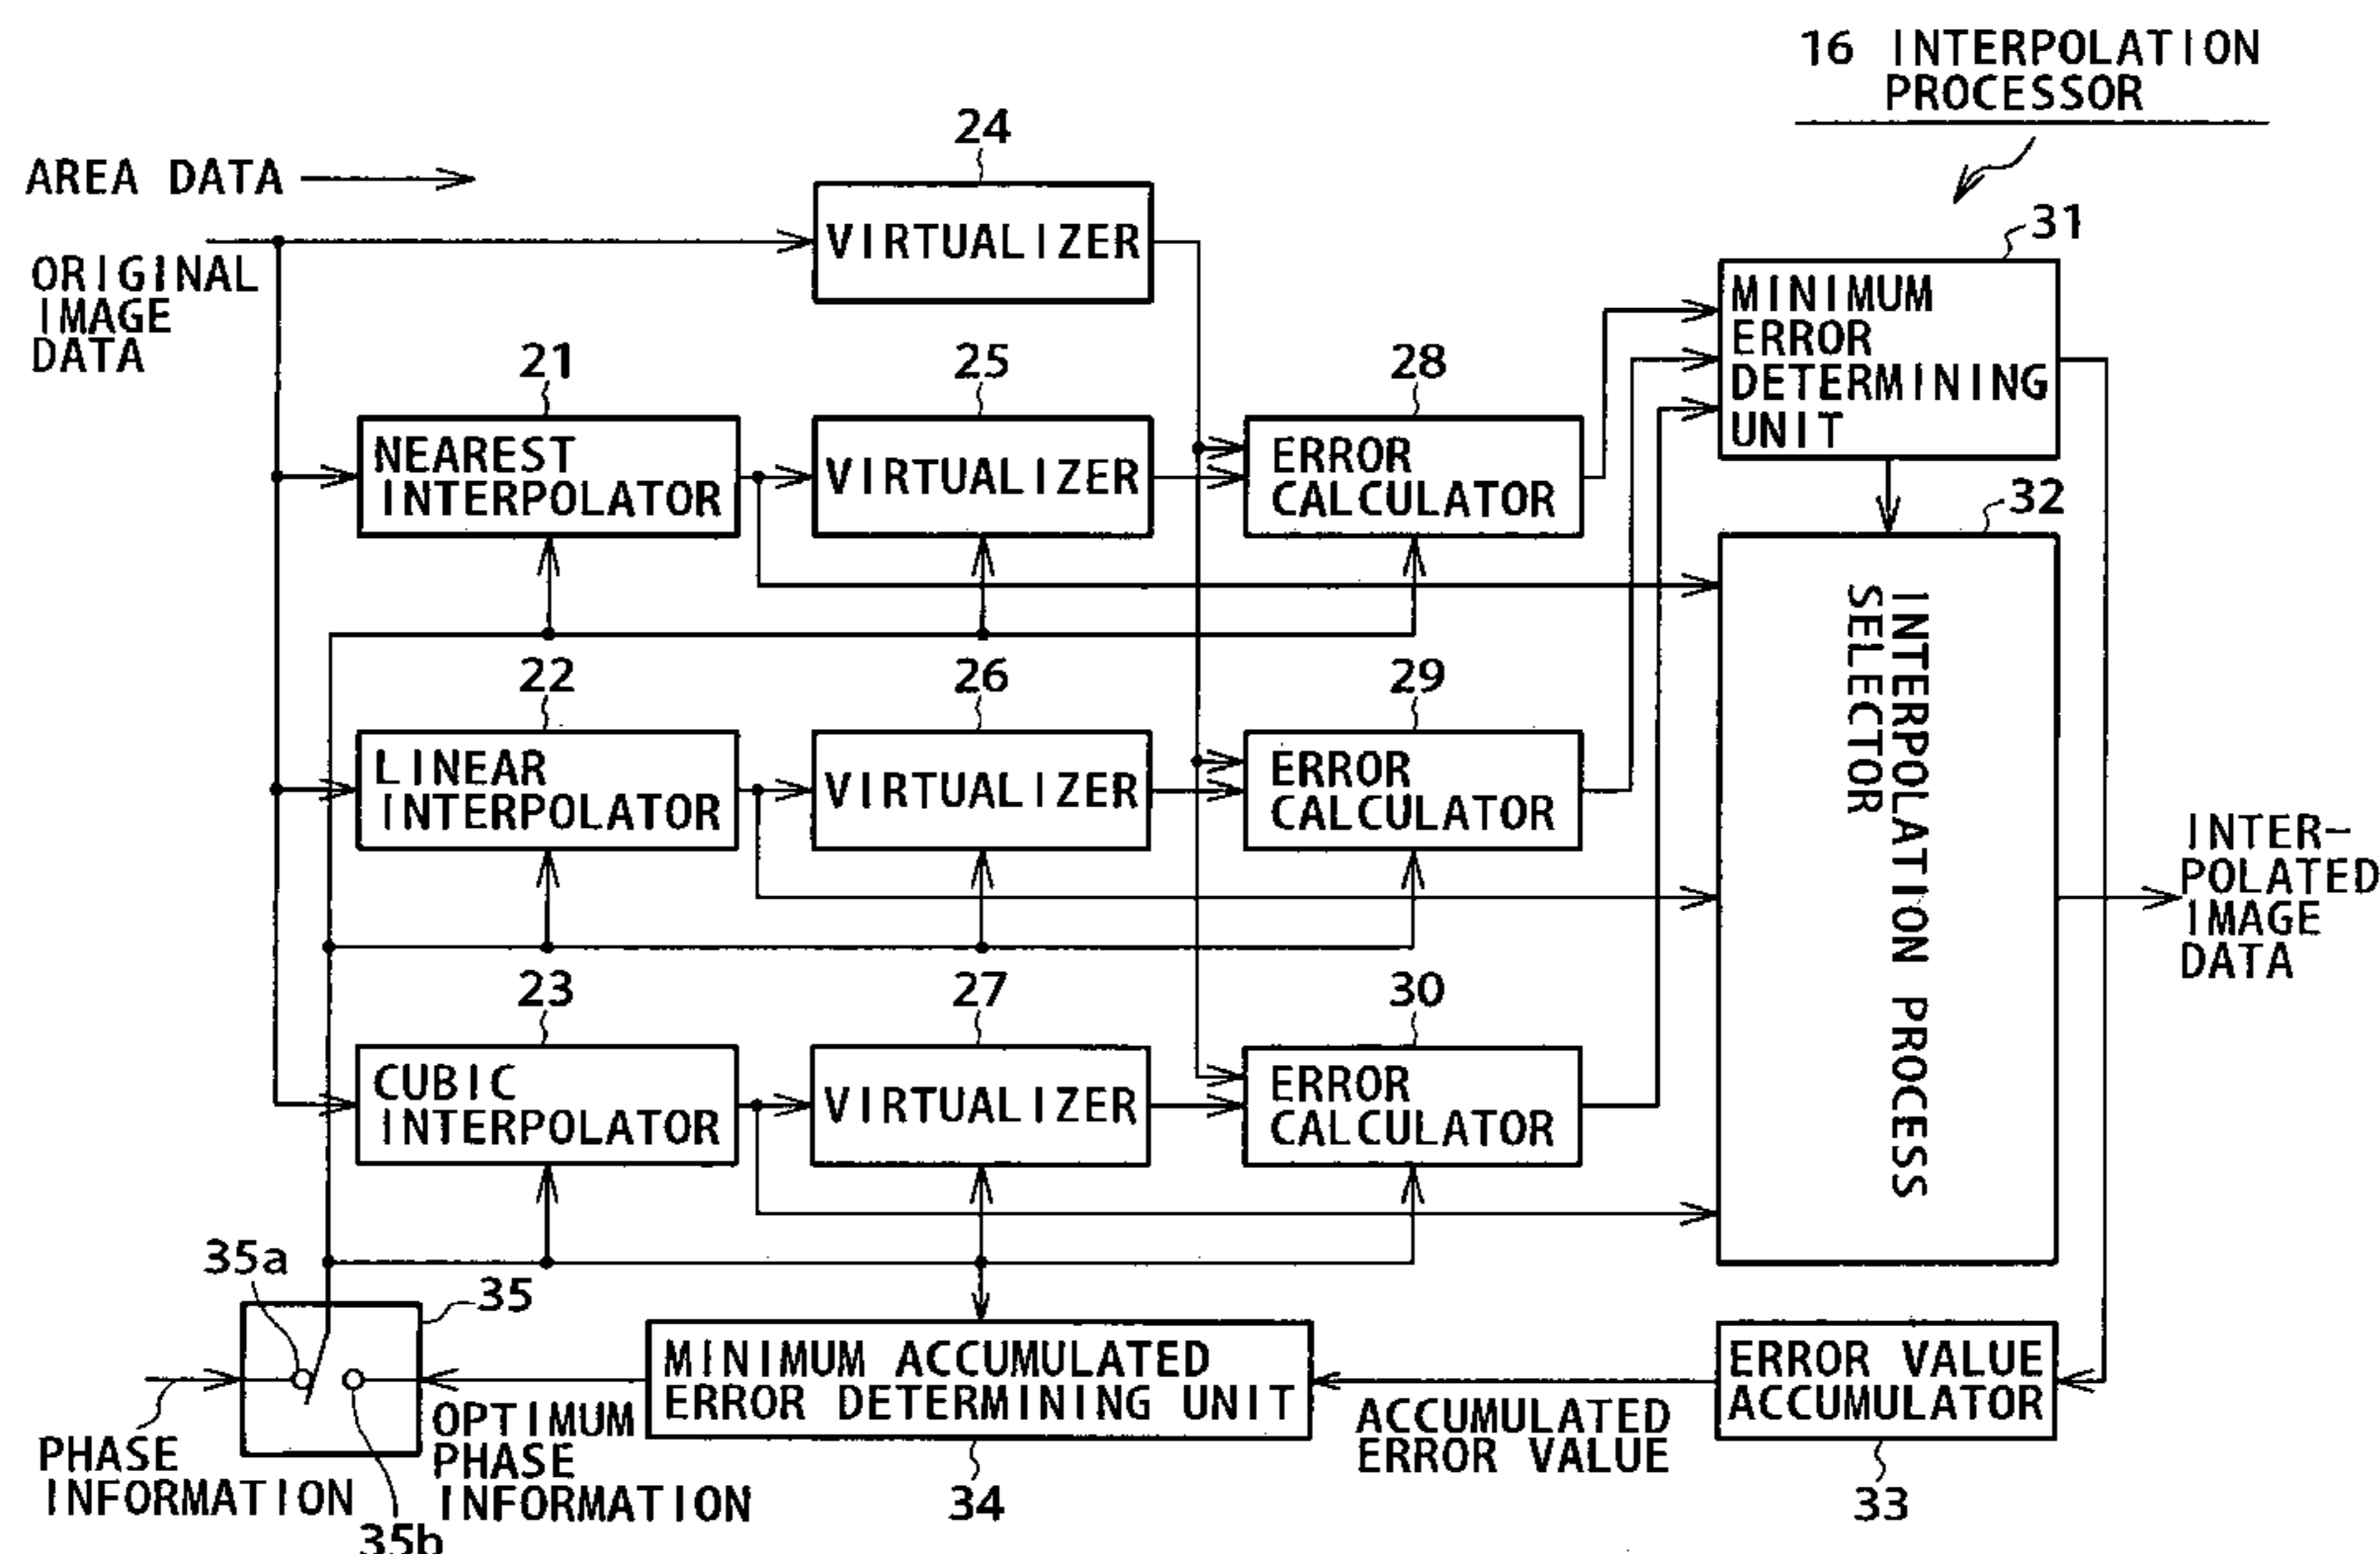 16 INTERPOLATION
PROCESSOR
24
AREA DATA
VIRTUALIZER
31
ORIGINAL
IMAGE
DATA
MINIMUM
ERROR
DETERMINING
UNIT
21
25
28
NEAREST
INTERPOLATOR
VIRTUALIZER
ERROR
CALCULATOR
32
INTERPOLATION PROCESS
SELECTOR
22
26
29
LINEAR
INTERPOLATOR
VIRTUALIZER
ERROR
CALCULATOR
INTER-
POLATED
IMAGE
DATA
23
27
30
CUBIC
INTERPOLATOR
VIRTUALIZER
ERROR
CALCULATOR
35a
35
MINIMUM ACCUMULATED
ERROR DETERMINING UNIT
ERROR VALUE
ACCUMULATOR
PHASE
INFORMATION
OPTIMUM
PHASE
INFORMATION
ACCUMULATED
ERROR VALUE
34
33
35b